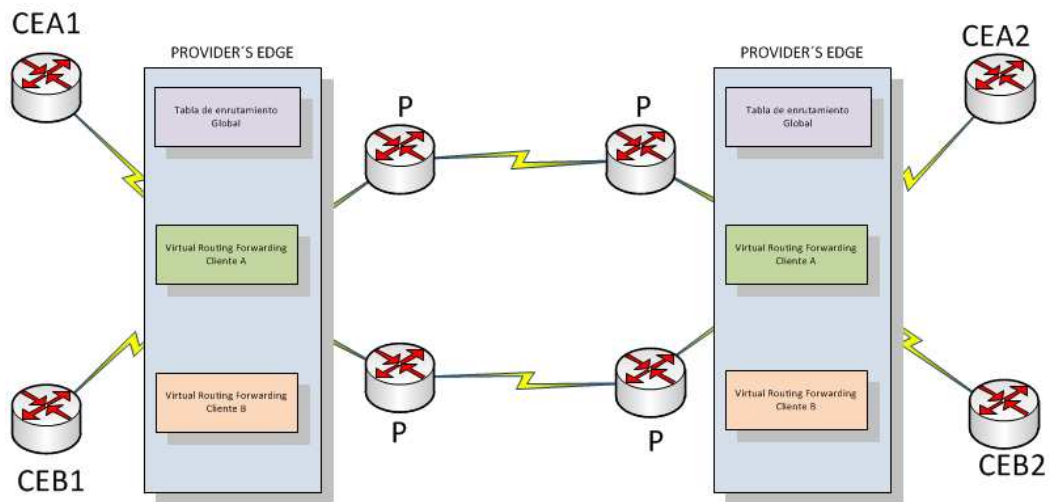 CEA1
CEA2
PROVIDER´S EDGE
PROVIDER´S EDGE
Tabla de enrutamiento
Global
Tabla de enrutamiento
Global
P
P
Virtual Routing Forwarding
Cliente A
Virtual Routing Forwarding
Cliente A
Virtual Routing Forwarding
Cliente B
Virtual Routing Forwarding
Cliente B
P
P
CEB1
CEB2